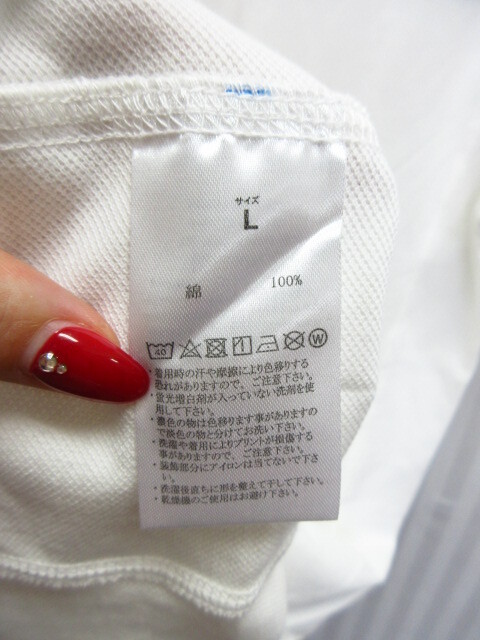 サイズ
L
綿 100%
40 W
・着用時の汗や摩擦により色移りする
恐れがありますので、ご注意下さい。
・蛍光増白剤が入っていない洗剤を使
用して下さい。
・濃色の物は色移ります事がありますの
で淡色の物と分けてお洗い下さい。
・洗濯や着用によりプリントが損傷する
事がありますので、ご注意下さい。
・装飾部分にアイロンは当てないで下さ
い。
・洗濯後直ちに形を整えて干して下さい。
・乾燥機のご使用はお避け下さい。